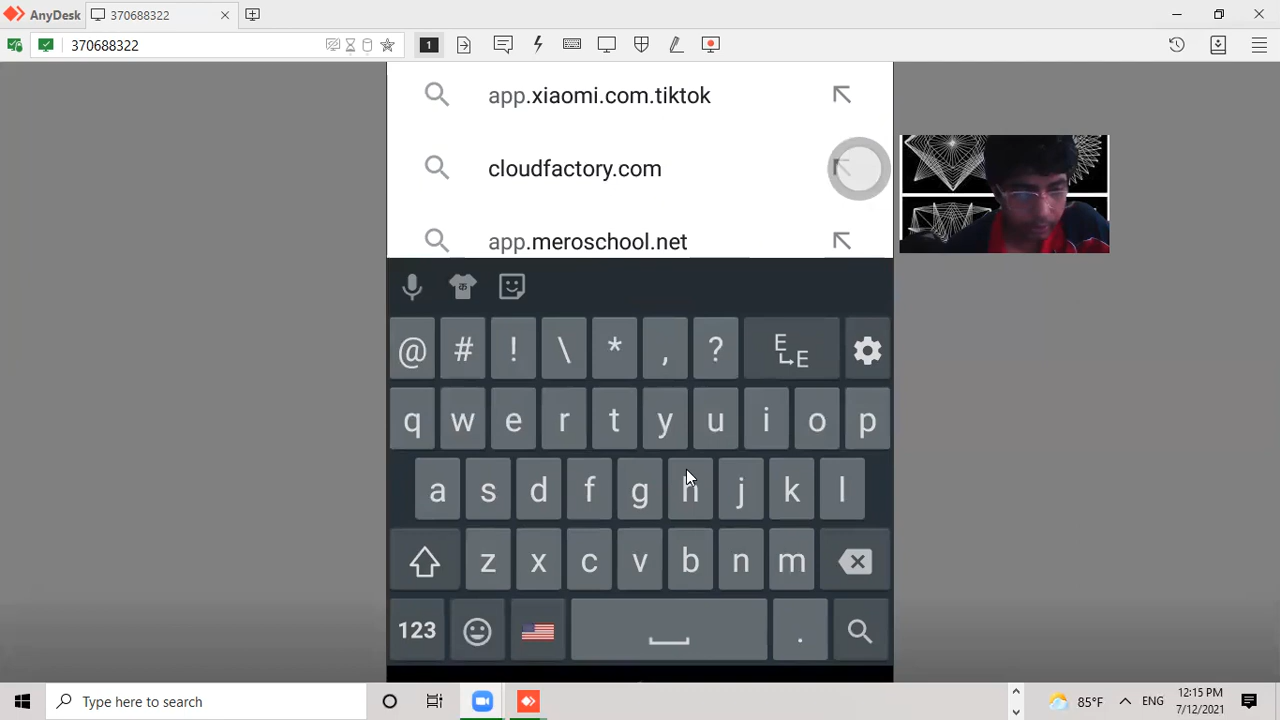 AnyDesk
370688322
370688322
1
app.xiaomi.com.tiktok
cloudfactory.com
app.meroschool.net
क
@ # ! \ * , ? E E
q w e r t y u i o p
a s d f g h j k l
z x c v b n m
123 .
Type here to search
85°F
ENG
12:15 PM
7/12/2021